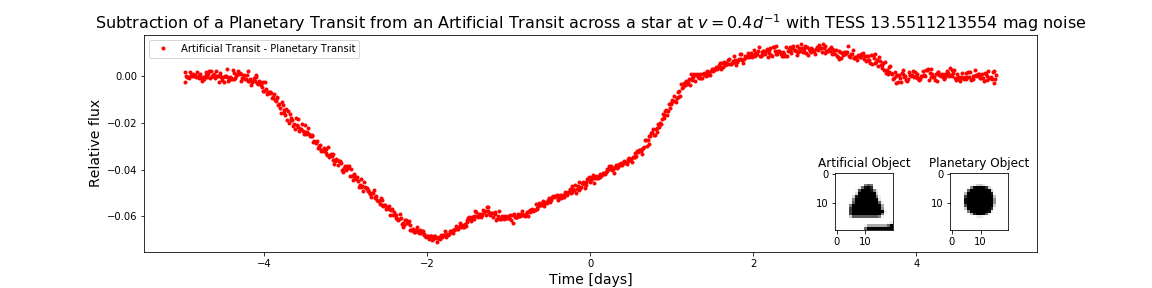 Subtraction of a Planetary Transit from an Artificial Transit across a star at v = 0.4d⁻¹ with TESS 13.5511213554 mag noise
Artificial Transit - Planetary Transit
0.00
−0.02
−0.04
−0.06
Relative flux
Artificial Object
0
10
0 10
Planetary Object
0
10
0 10
−4 −2 0 2 4
Time [days]